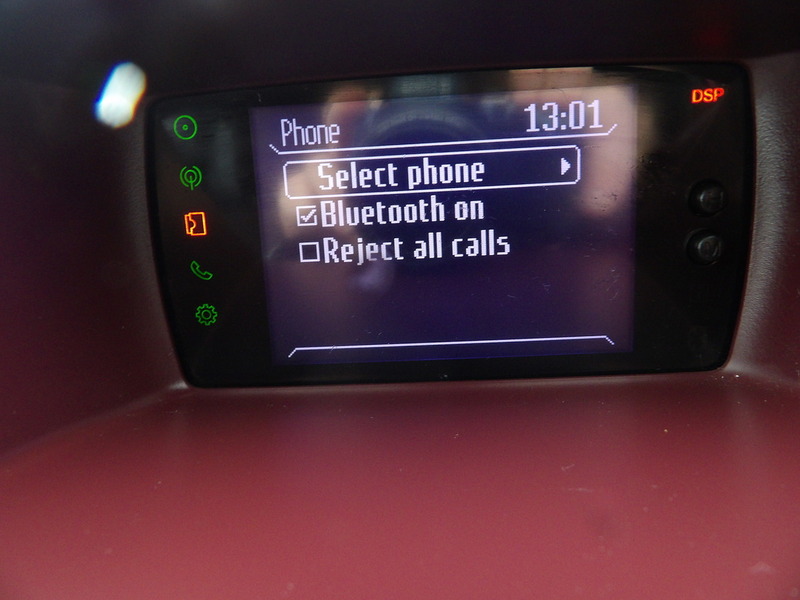 DSP
Phone 13:01
Select phone
Bluetooth on
Reject all calls